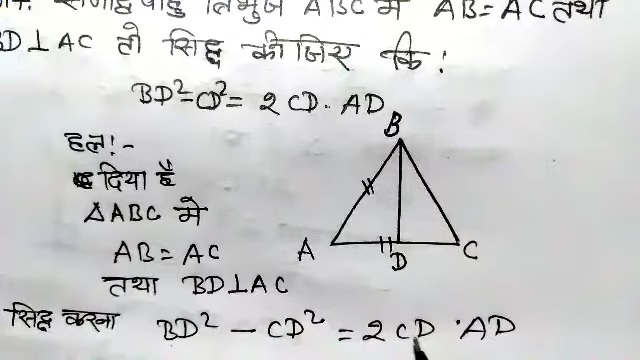 समद्विबाहु त्रिभुज ABC में AB = AC तथा
BD⊥AC तो सिद्ध कीजिए कि:
BD²=CD²= 2CD·AD
हल:-
दिया है
△ABC मे
AB = AC
तथा BD⊥AC
B
A
D
C
सिद्ध करना BD² - CD² = 2CD·AD